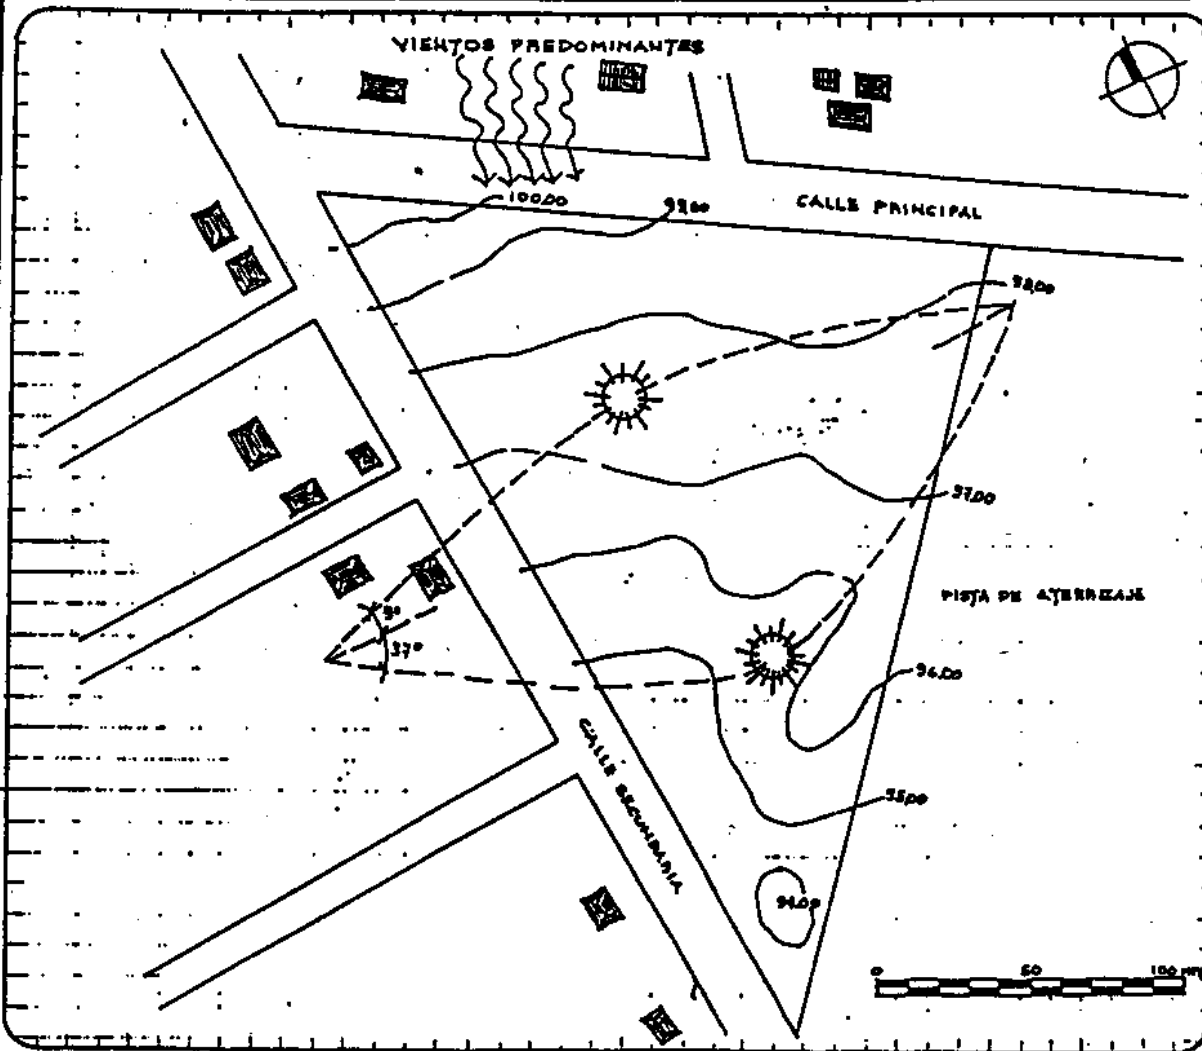 VIENTOS PREDOMINANTES
100,00
99,00
CALLE PRINCIPAL
98,00
97,00
PISTA DE ATERRIZAJE
37°
96,00
CALLE SECUNDARIA
95,00
94,00
0 50 100 m